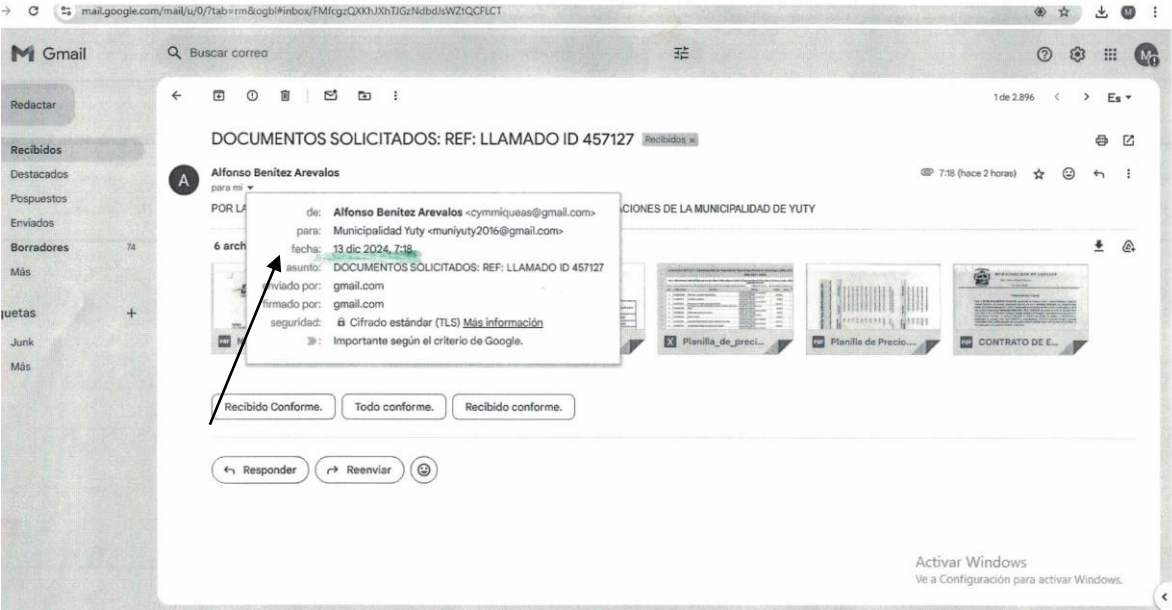 mail.google.com/mail/u/0/?tab=rm&ogbl#inbox/FMfcgzQXKhJXhTJGzNdbdJsWZtQCFLCT
M
Gmail
Buscar correo
M
Redactar
1 de 2.896
Es
Recibidos
Destacados
Pospuestos
Enviados
Borradores 74
Más
quetas +
Junk
Más
DOCUMENTOS SOLICITADOS: REF: LLAMADO ID 457127 Recibidos x
A
Alfonso Benítez Arevalos
7:18 (hace 2 horas)
para mí
POR LA
CIONES DE LA MUNICIPALIDAD DE YUTY
de: Alfonso Benítez Arevalos <cymmiqueas@gmail.com>
para: Municipalidad Yuty <muniyuty2016@gmail.com>
fecha: 13 dic 2024, 7:18
asunto: DOCUMENTOS SOLICITADOS: REF: LLAMADO ID 457127
enviado por: gmail.com
firmado por: gmail.com
seguridad: Cifrado estándar (TLS) Más información
Importante según el criterio de Google.
6 arch
PDF
X Planilla_de_preci...
PDF Planilla de Precio....
PDF CONTRATO DE E...
Recibido Conforme.
Todo conforme.
Recibido conforme.
Responder
Reenviar
Activar Windows
Ve a Configuración para activar Windows.